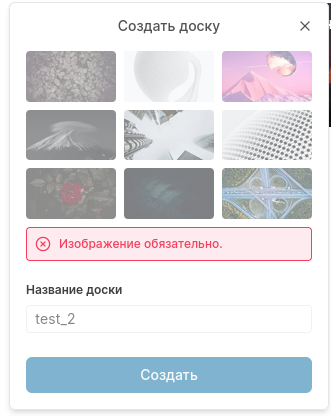 Создать доску
Изображение обязательно.
Название доски
test_2
Создать